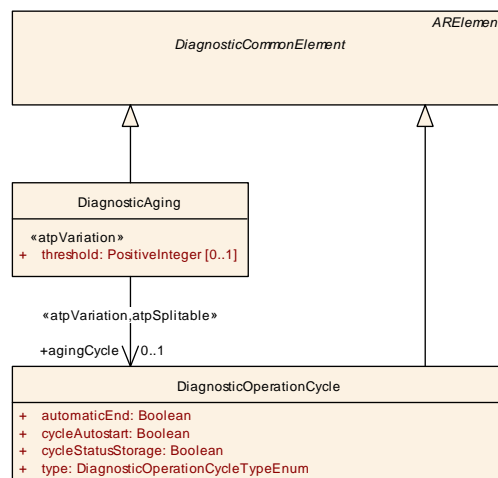 ARElement
DiagnosticCommonElement
DiagnosticAging
«atpVariation»
+ threshold: PositiveInteger [0..1]
«atpVariation,atpSplitable»
+agingCycle 0..1
DiagnosticOperationCycle
+ automaticEnd: Boolean
+ cycleAutostart: Boolean
+ cycleStatusStorage: Boolean
+ type: DiagnosticOperationCycleTypeEnum